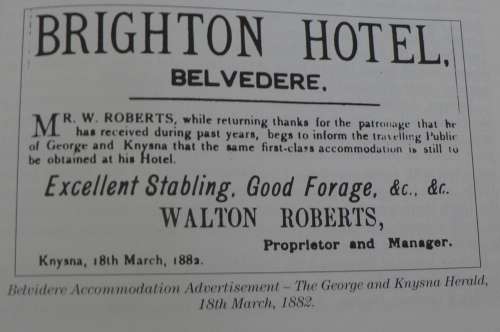 BRIGHTON HOTEL,
BELVEDERE.
MR. W. ROBERTS, while returning thanks for the patronage that he
has received during past years, begs to inform the travelling Public
of George and Knysna that the same first-class accommodation is still to
be obtained at his Hotel.
Excellent Stabling, Good Forage, &c., &c.
WALTON ROBERTS,
Proprietor and Manager.
Knysna, 18th March, 1882.
Belvidere Accommodation Advertisement – The George and Knysna Herald,
18th March, 1882.